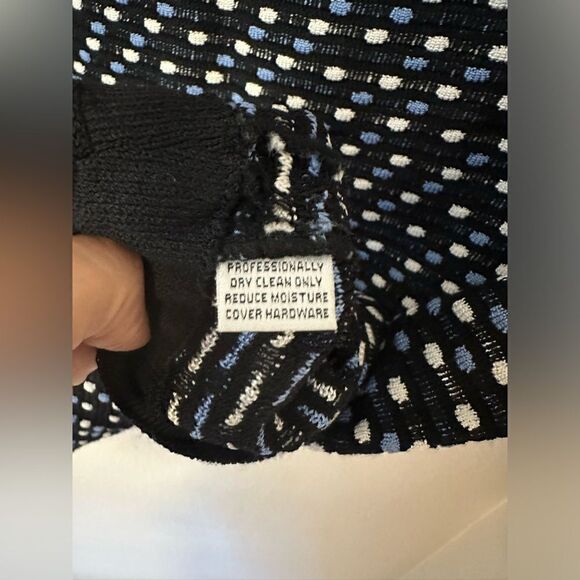 PROFESSIONALLY
DRY CLEAN ONLY
REDUCE MOISTURE
COVER HARDWARE